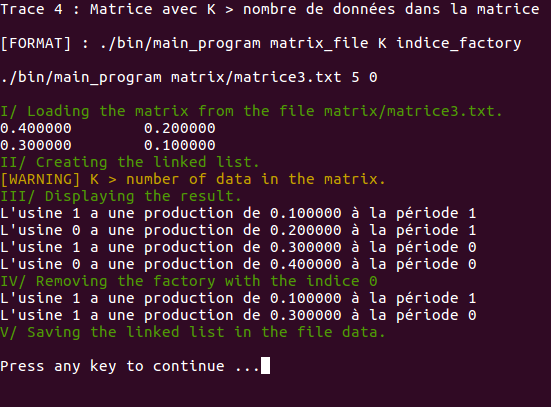 Trace 4 : Matrice avec K > nombre de données dans la matrice
[FORMAT] : ./bin/main_program matrix_file K indice_factory
./bin/main_program matrix/matrice3.txt 5 0
I/ Loading the matrix from the file matrix/matrice3.txt.
0.400000 0.200000
0.300000 0.100000
II/ Creating the linked list.
[WARNING] K > number of data in the matrix.
III/ Displaying the result.
L'usine 1 a une production de 0.100000 à la période 1
L'usine 0 a une production de 0.200000 à la période 1
L'usine 1 a une production de 0.300000 à la période 0
L'usine 0 a une production de 0.400000 à la période 0
IV/ Removing the factory with the indice 0
L'usine 1 a une production de 0.100000 à la période 1
L'usine 1 a une production de 0.300000 à la période 0
V/ Saving the linked list in the file data.
Press any key to continue ...